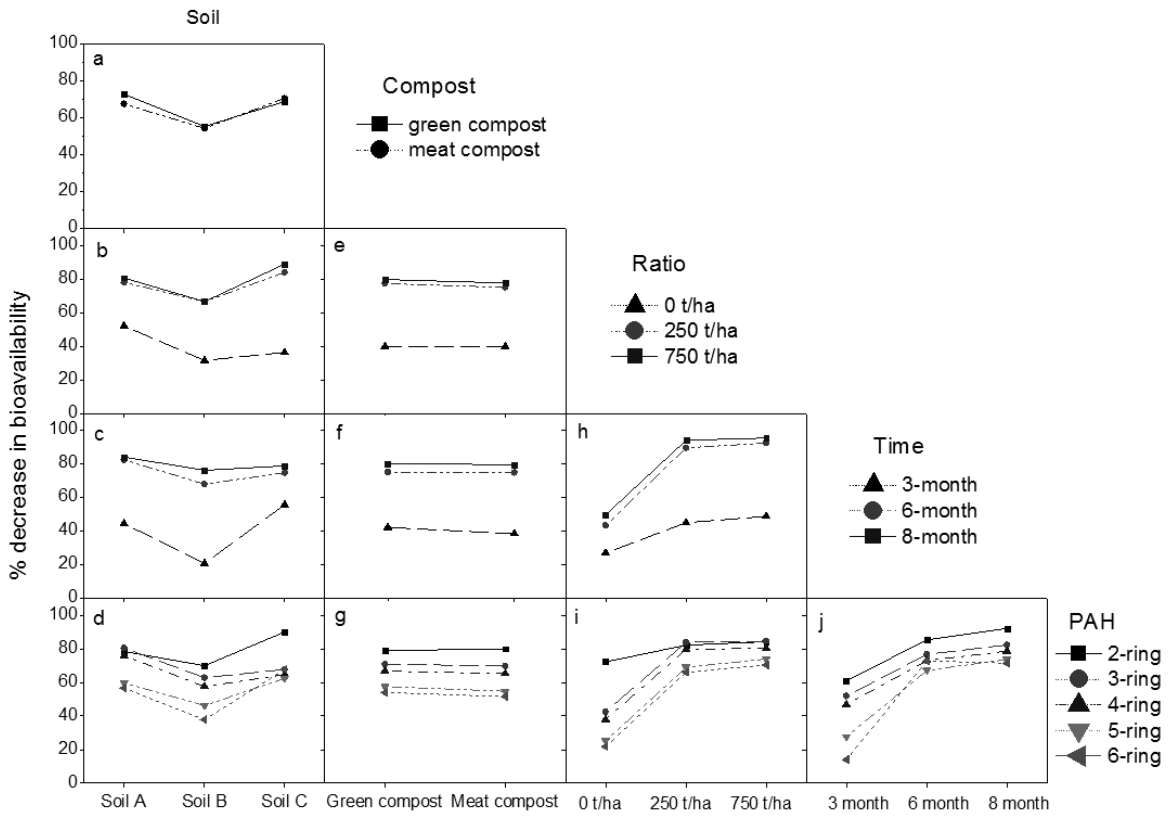 Soil
100
80
60
40
20
0
a
Compost
green compost
meat compost
100
80
60
40
20
0
b
e
Ratio
0 t/ha
250 t/ha
750 t/ha
% decrease in bioavailability
100
80
60
40
20
0
c
f
h
Time
3-month
6-month
8-month
100
80
60
40
20
0
d
g
i
j
PAH
2-ring
3-ring
4-ring
5-ring
6-ring
Soil A Soil B Soil C Green compost Meat compost 0 t/ha 250 t/ha 750 t/ha 3 month 6 month 8 month